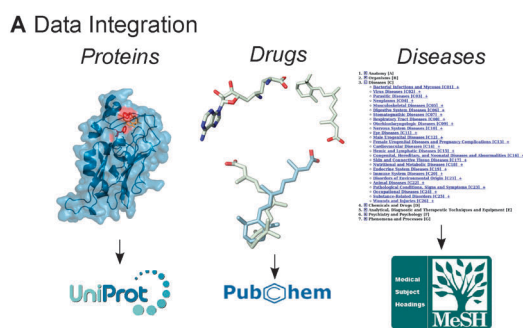 A Data Integration
Proteins
Drugs
Diseases
1. Anatomy [A]
2. Organisms [B]
3. Diseases [C]
Bacterial Infections and Mycoses [C01] +
Virus Diseases [C02] +
Parasitic Diseases [C03] +
Neoplasms [C04] +
Musculoskeletal Diseases [C05] +
Digestive System Diseases [C06] +
Stomatognathic Diseases [C07] +
Respiratory Tract Diseases [C08] +
Otorhinolaryngologic Diseases [C09] +
Nervous System Diseases [C10] +
Eye Diseases [C11] +
Male Urogenital Diseases [C12] +
Female Urogenital Diseases and Pregnancy Complications [C13] +
Cardiovascular Diseases [C14] +
Hemic and Lymphatic Diseases [C15] +
Congenital, Hereditary, and Neonatal Diseases and Abnormalities [C16] +
Skin and Connective Tissue Diseases [C17] +
Nutritional and Metabolic Diseases [C18] +
Endocrine System Diseases [C19] +
Immune System Diseases [C20] +
Disorders of Environmental Origin [C21] +
Animal Diseases [C22] +
Pathological Conditions, Signs and Symptoms [C23] +
Occupational Diseases [C24] +
Substance-Related Disorders [C25] +
Wounds and Injuries [C26] +
4. Chemicals and Drugs [D]
5. Analytical, Diagnostic and Therapeutic Techniques and Equipment [E]
6. Psychiatry and Psychology [F]
7. Phenomena and Processes [G]
UniProt
PubChem
Medical
Subject
Headings
MeSH